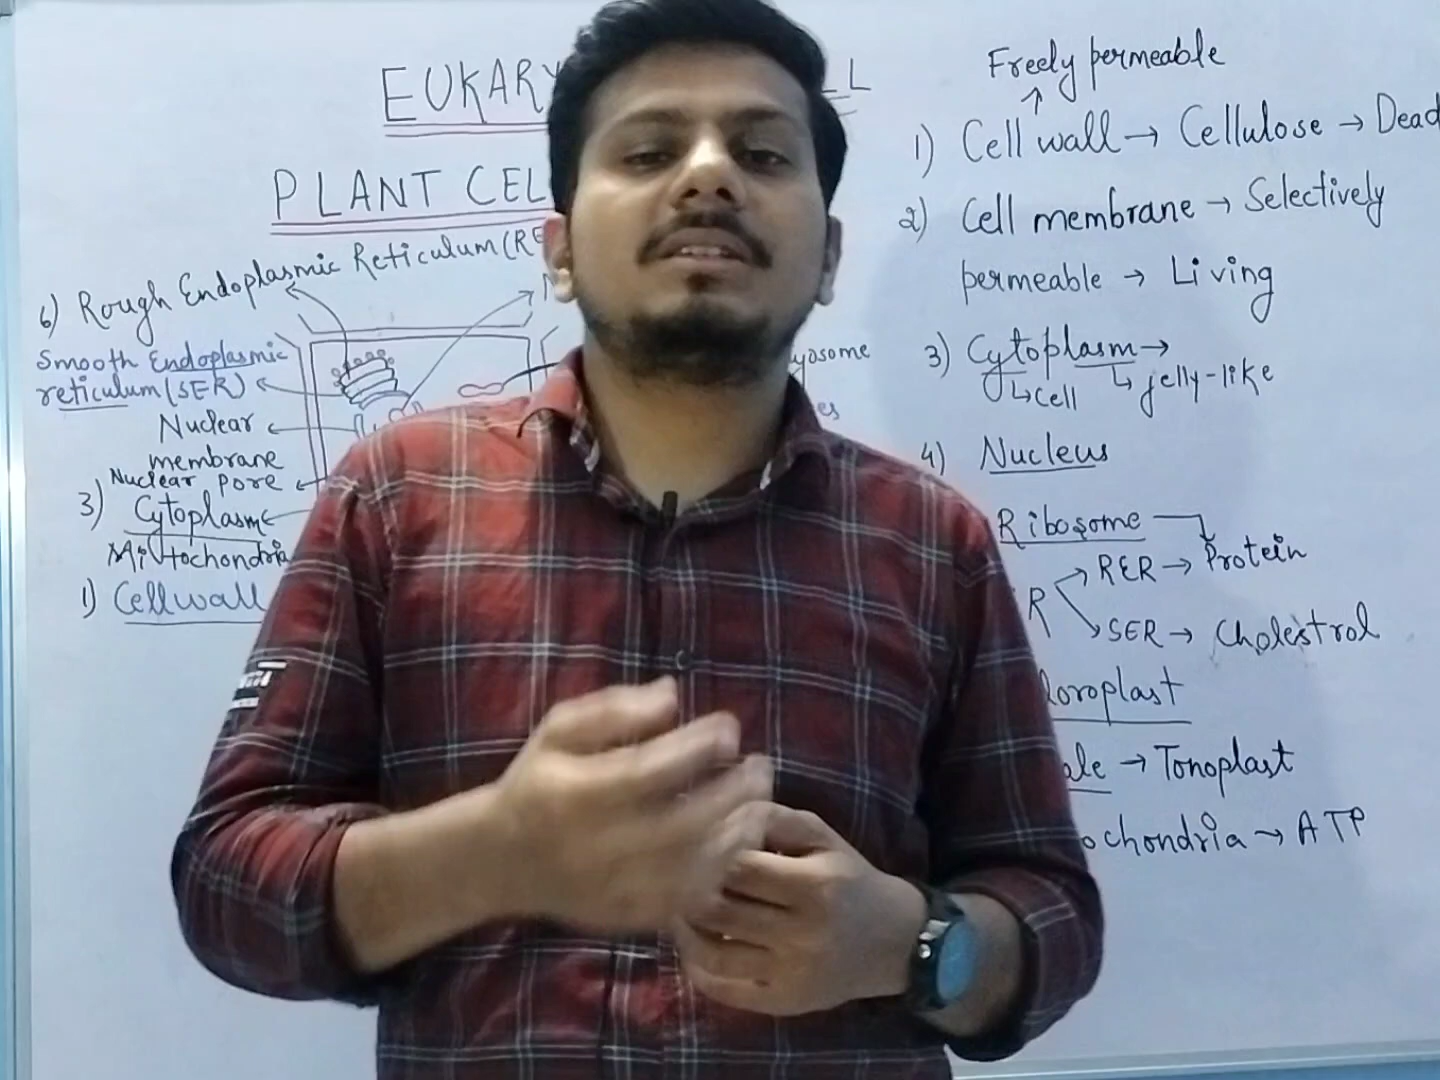 EUKARY LL
PLANT CEL
6) Rough Endoplasmic Reticulum (RE
Smooth Endoplasmic
reticulum (SER)
Nuclear
membrane
Nuclear pore
3) Cytoplasm
Mitochondria
1) Cell wall
Freely permeable
↑
1) Cell wall → Cellulose → Dead
2) Cell membrane → Selectively
permeable → Living
3) Cytoplasm →
↳ cell ↳ jelly-like
4) Nucleus
Ribosome
R → RER → Protein
→ SER → Cholestrol
loroplast
ole → Tonoplast
ochondria → ATP